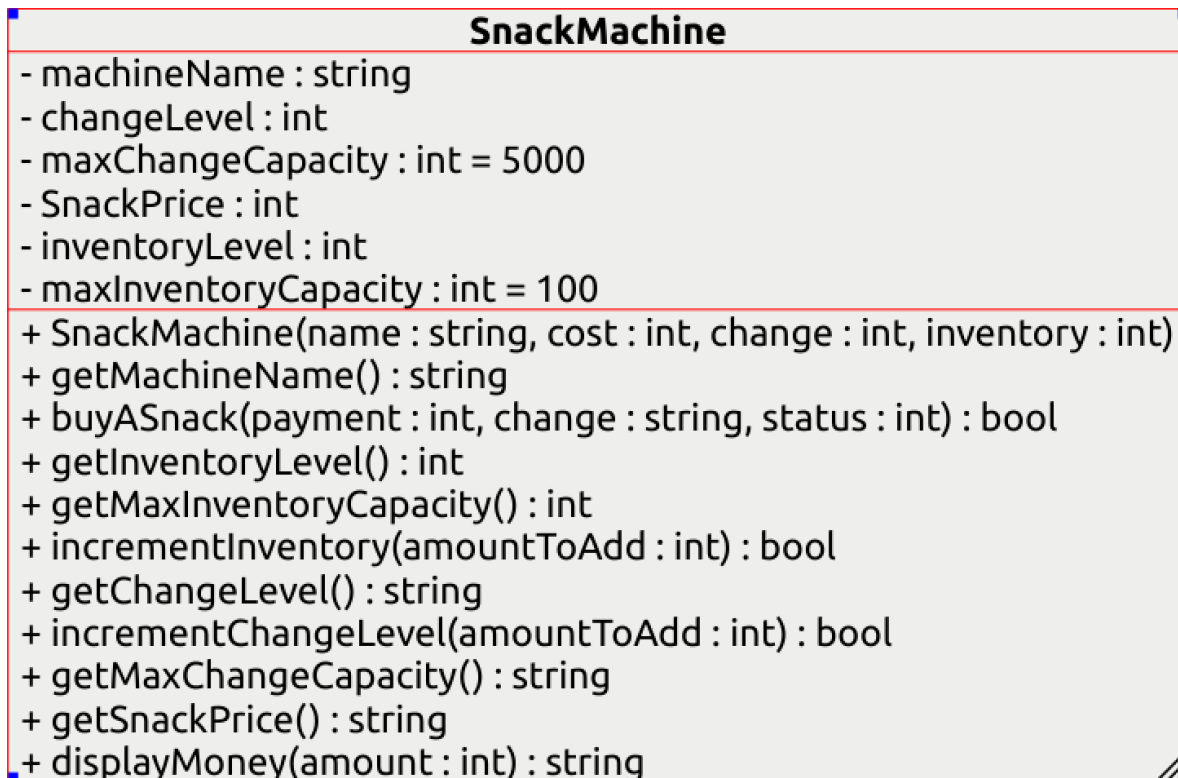 SnackMachine
- machineName : string
- changeLevel : int
- maxChangeCapacity : int = 5000
- SnackPrice : int
- inventoryLevel : int
- maxInventoryCapacity : int = 100
+ SnackMachine(name : string, cost : int, change : int, inventory : int)
+ getMachineName() : string
+ buyASnack(payment : int, change : string, status : int) : bool
+ getInventoryLevel() : int
+ getMaxInventoryCapacity() : int
+ incrementInventory(amountToAdd : int) : bool
+ getChangeLevel() : string
+ incrementChangeLevel(amountToAdd : int) : bool
+ getMaxChangeCapacity() : string
+ getSnackPrice() : string
+ displayMoney(amount : int) : string